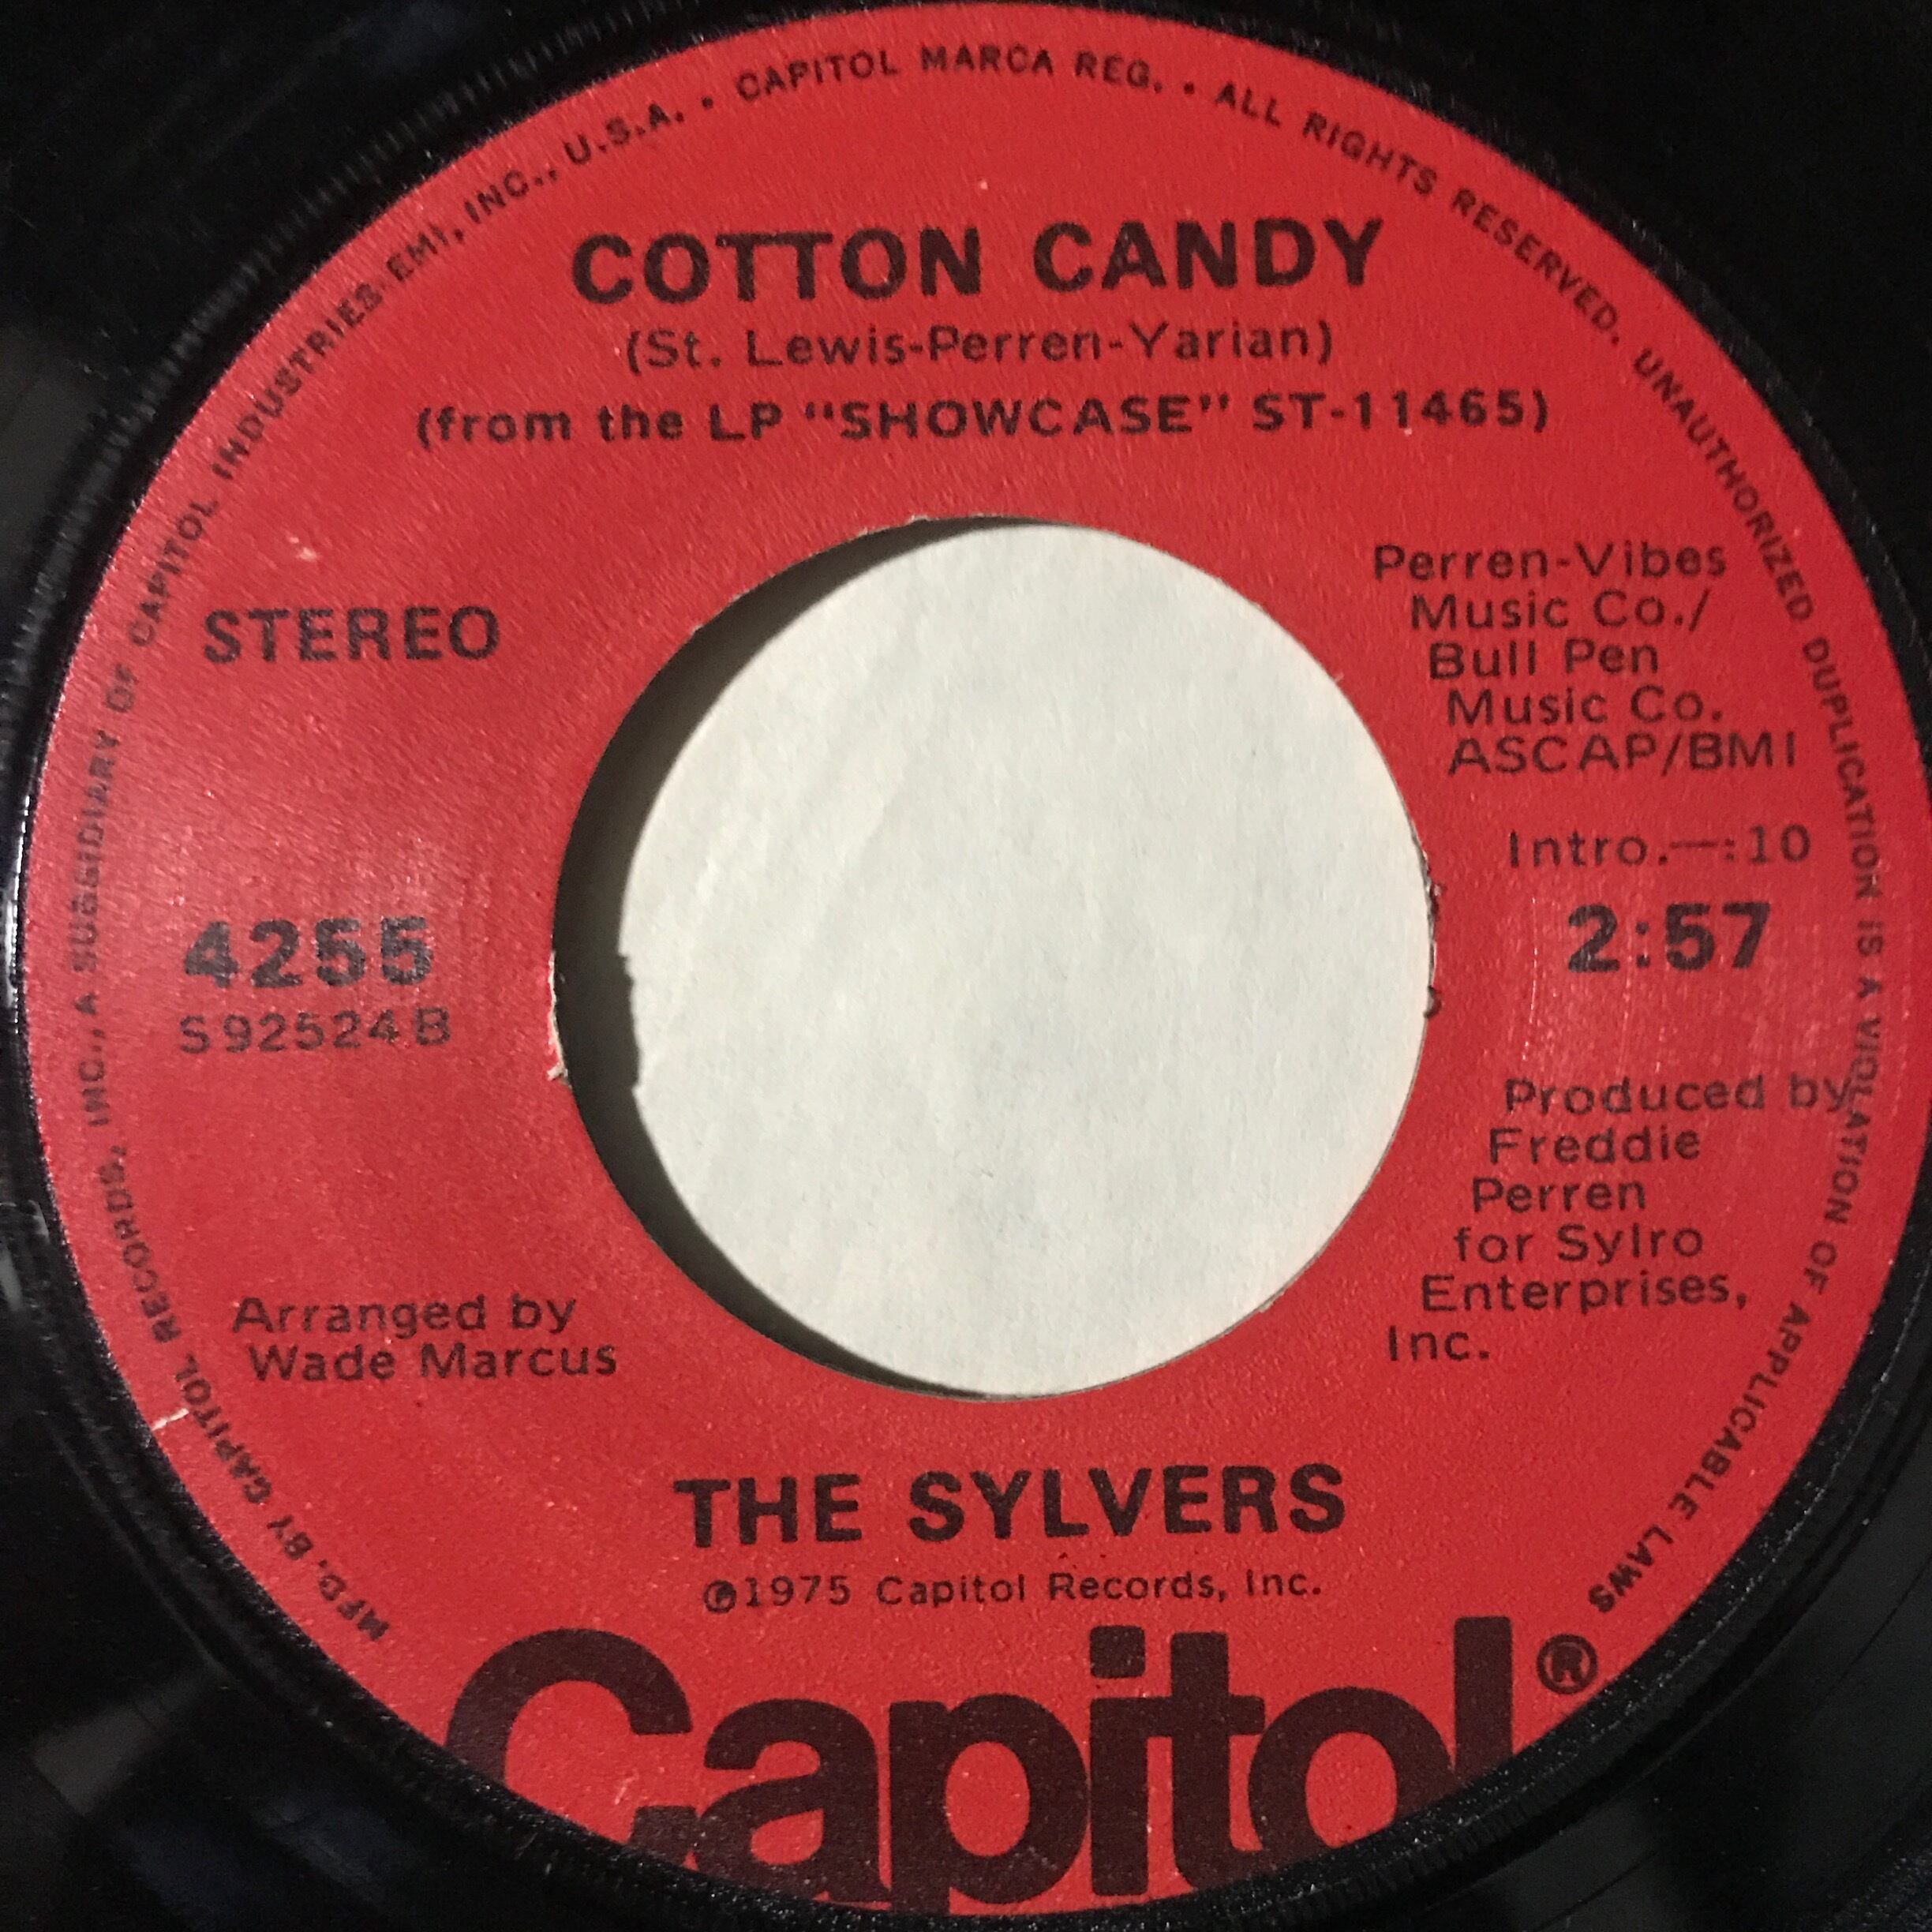 MFD. BY CAPITOL RECORDS, INC., A SUBSIDIARY OF CAPITOL INDUSTRIES-EMI, INC., U.S.A. • CAPITOL MARCA REG. • ALL RIGHTS RESERVED. UNAUTHORIZED DUPLICATION IS A VIOLATION OF APPLICABLE LAWS
COTTON CANDY
(St. Lewis-Perren-Yarian)
(from the LP “SHOWCASE” ST-11465)
STEREO
Perren-Vibes
Music Co./
Bull Pen
Music Co.
ASCAP/BMI
Intro.—:10
4255
2:57
S92524B
Produced by
Freddie
Perren
for Sylro
Enterprises,
Inc.
Arranged by
Wade Marcus
THE SYLVERS
℗1975 Capitol Records, Inc.
Capitol®